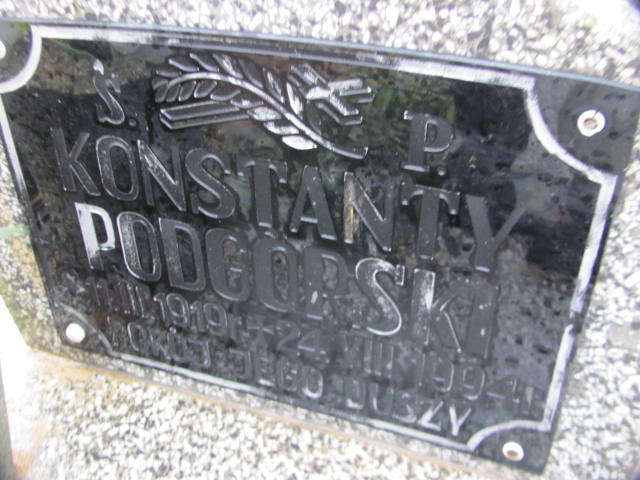 Ś. P.
KONSTANTY
PODGÓRSKI
III 1919 † 24 VIII 1994
POKÓJ JEGO DUSZY